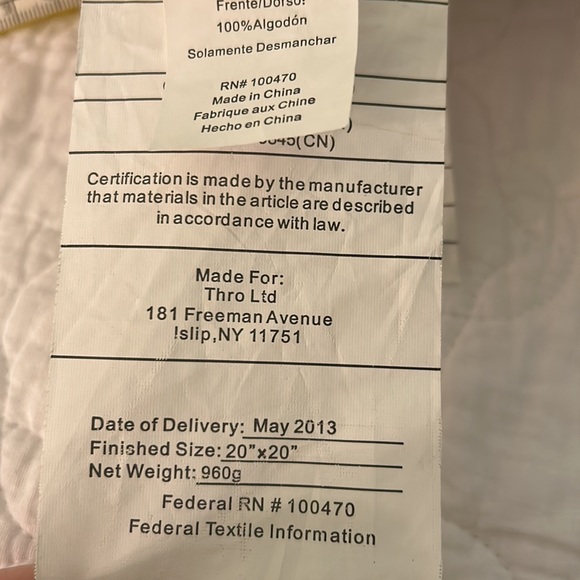 Frente/Dorso:
100%Algodón
Solamente Desmanchar
RN# 100470
Made in China
Fabrique aux Chine
Hecho en China
(CN)
Certification is made by the manufacturer
that materials in the article are described
in accordance with law.
Made For:
Thro Ltd
181 Freeman Avenue
Islip,NY 11751
Date of Delivery: May 2013
Finished Size: 20"x20"
Net Weight: 960g
Federal RN # 100470
Federal Textile Information